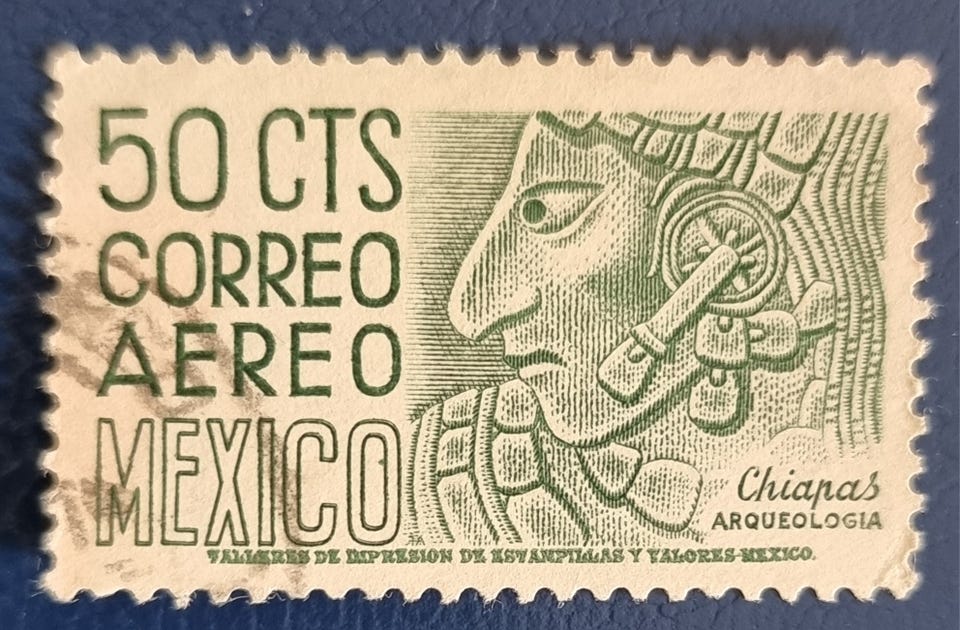 50 CTS
CORREO
AEREO
MEXICO
Chiapas
ARQUEOLOGIA
TALLERES DE IMPRESION DE ESTAMPILLAS Y VALORES-MEXICO.